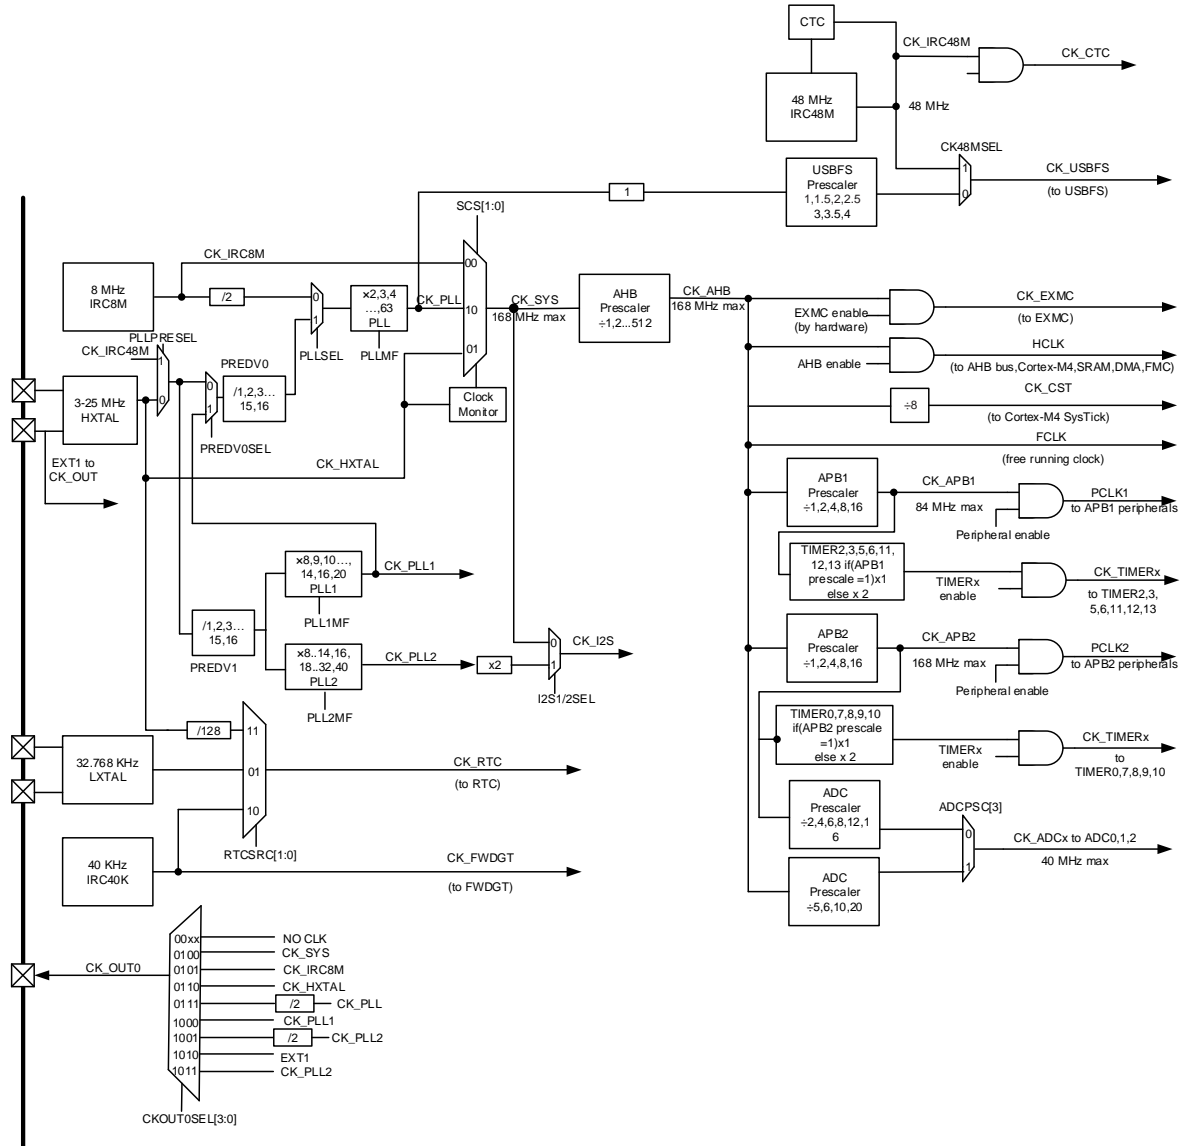 CTC
CK_IRC48M
CK_CTC
48 MHz
IRC48M
48 MHz
CK48MSEL
1
0
CK_USBFS
(to USBFS)
USBFS
Prescaler
1,1.5,2,2.5
3,3.5,4
1
SCS[1:0]
CK_IRC8M
00
8 MHz
IRC8M
/2
0
1
×2,3,4
…,63
PLL
CK_PLL
10
CK_SYS
168 MHz max
AHB
Prescaler
÷1,2...512
CK_AHB
168 MHz max
EXMC enable
(by hardware)
CK_EXMC
(to EXMC)
PLLPRESEL
CK_IRC48M
1
0
PLLSEL
PLLMF
01
HCLK
AHB enable
(to AHB bus,Cortex-M4,SRAM,DMA,FMC)
PREDV0
0
1
/1,2,3…
15,16
3-25 MHz
HXTAL
Clock
Monitor
÷8
CK_CST
(to Cortex-M4 SysTick)
PREDV0SEL
FCLK
(free running clock)
EXT1 to
CK_OUT
CK_HXTAL
APB1
Prescaler
÷1,2,4,8,16
CK_APB1
84 MHz max
PCLK1
to APB1 peripherals
Peripheral enable
×8,9,10…,
14,16,20
PLL1
CK_PLL1
PLL1MF
TIMER2,3,5,6,11,
12,13 if(APB1
prescale =1)x1
else x 2
TIMERx
enable
CK_TIMERx
to TIMER2,3,
5,6,11,12,13
/1,2,3…
15,16
PREDV1
×8..14,16,
18..32,40
PLL2
CK_PLL2
PLL2MF
x2
0
1
CK_I2S
I2S1/2SEL
APB2
Prescaler
÷1,2,4,8,16
CK_APB2
168 MHz max
PCLK2
to APB2 peripherals
Peripheral enable
/128
11
01
10
TIMER0,7,8,9,10
if(APB2 prescale
=1)x1
else x 2
TIMERx
enable
CK_TIMERx
to
TIMER0,7,8,9,10
32.768 KHz
LXTAL
CK_RTC
(to RTC)
RTCSRC[1:0]
ADC
Prescaler
÷2,4,6,8,12,1
6
ADCPSC[3]
0
1
CK_ADCx to ADC0,1,2
40 MHz max
40 KHz
IRC40K
CK_FWDGT
(to FWDGT)
ADC
Prescaler
÷5,6,10,20
CK_OUT0
00xx
NO CLK
0100
CK_SYS
0101
CK_IRC8M
0110
CK_HXTAL
0111
/2
CK_PLL
1000
CK_PLL1
1001
/2
CK_PLL2
1010
EXT1
1011
CK_PLL2
CKOUT0SEL[3:0]